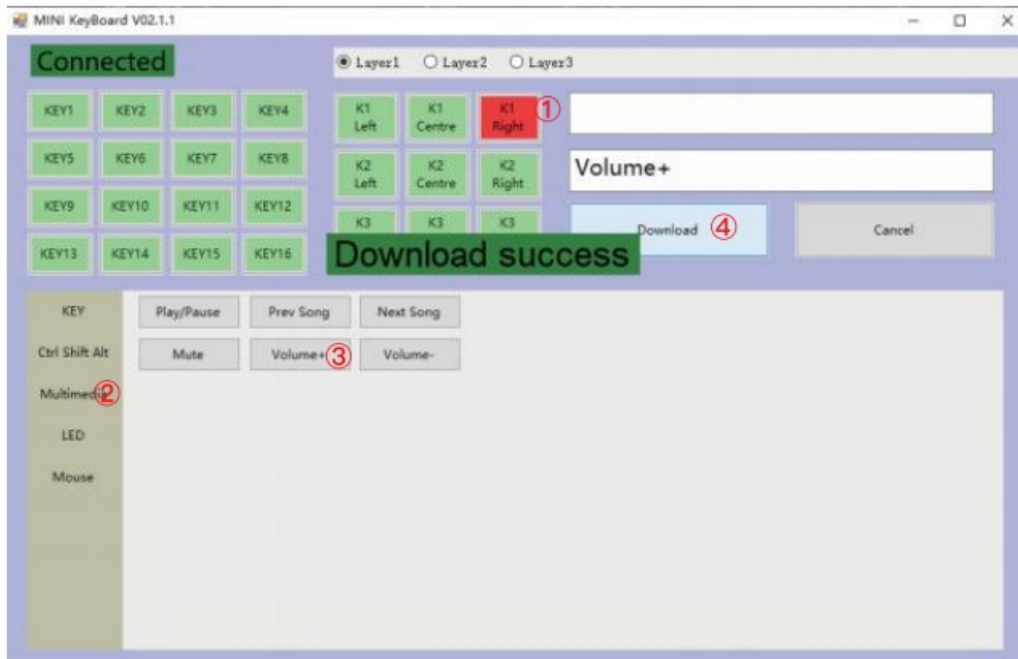 MINI KeyBoard V02.1.1
Connected
Layer1 Layer2 Layer3
KEY1 KEY2 KEY3 KEY4
K1 Left
K1 Centre
K1 Right
①
KEY5 KEY6 KEY7 KEY8
K2 Left
K2 Centre
K2 Right
Volume+
KEY9 KEY10 KEY11 KEY12
K3 K3 K3
Download ④
Cancel
KEY13 KEY14 KEY15 KEY16
Download success
KEY
Play/Pause Prev Song Next Song
Ctrl Shift Alt
Mute Volume+ ③ Volume-
Multimedia ②
LED
Mouse